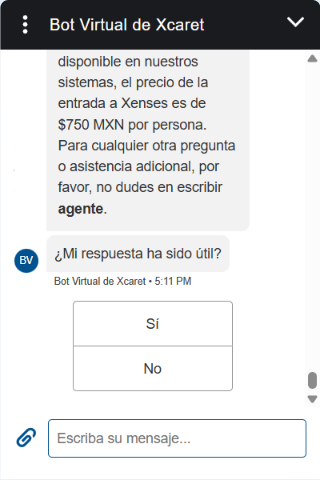 Bot Virtual de Xcaret
disponible en nuestros
sistemas, el precio de la
entrada a Xenses es de
$750 MXN por persona.
Para cualquier otra pregunta
o asistencia adicional, por
favor, no dudes en escribir
agente.
¿Mi respuesta ha sido útil?
BV
Bot Virtual de Xcaret • 5:11 PM
Sí
No
Escriba su mensaje...